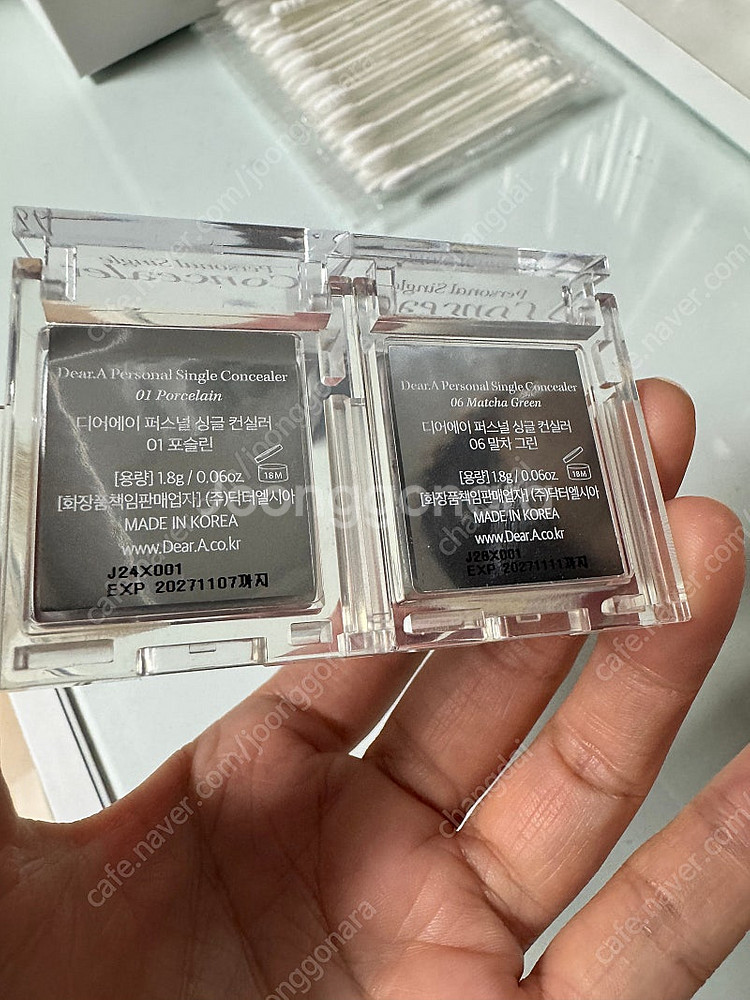 Personal Single
Concealer
Personal Single
Dear.A Personal Single Concealer
01 Porcelain
디어에이 퍼스널 싱글 컨실러
01 포슬린
[용량] 1.8g / 0.06oz.
18M
[화장품책임판매업자] (주)닥터엘시아
MADE IN KOREA
www.Dear.A.co.kr
J24X001
EXP 20271107까지
Dear.A Personal Single Concealer
06 Matcha Green
디어에이 퍼스널 싱글 컨실러
06 말차 그린
[용량] 1.8g / 0.06oz.
18M
[화장품책임판매업자] (주)닥터엘시아
MADE IN KOREA
www.Dear.A.co.kr
J28X001
EXP 20271111까지
joonggonara
cafe.naver.com/joonggonara
changdaf
cafe.naver.com